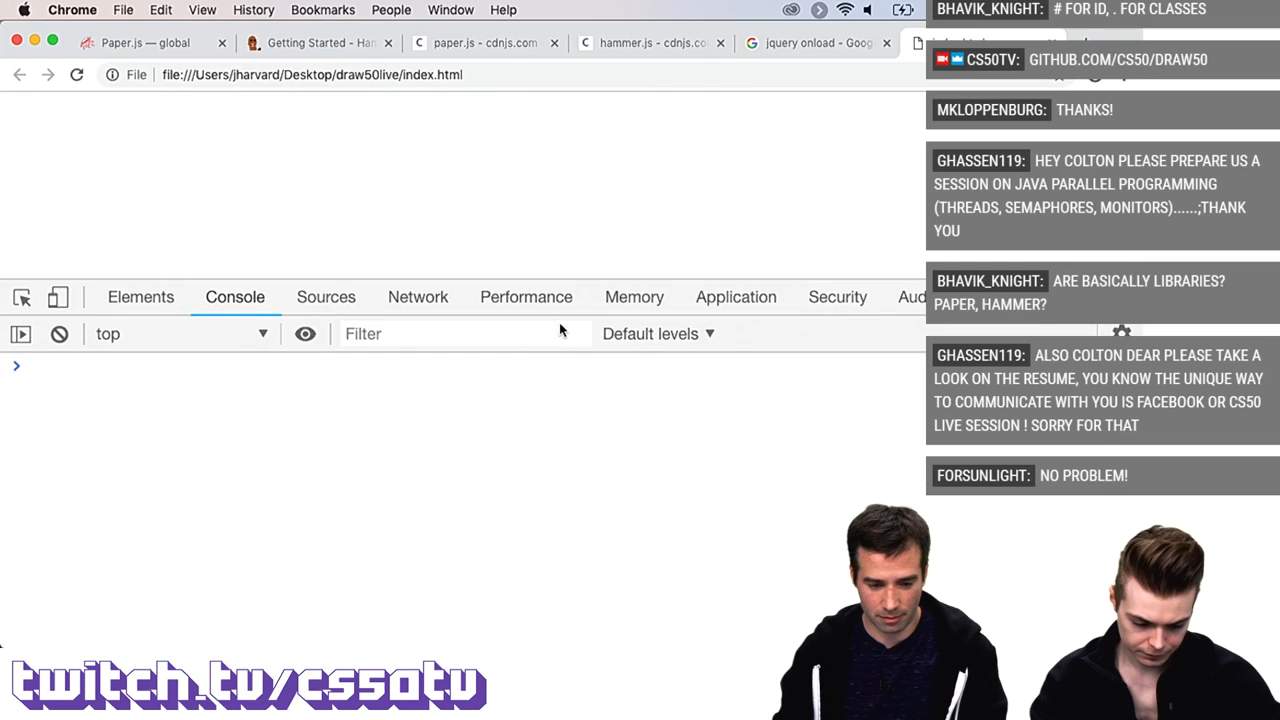 Chrome File Edit View History Bookmarks People Window Help
Paper.js — global
Getting Started - Ham
paper.js - cdnjs.com
hammer.js - cdnjs.co
jquery onload - Goog
File file:///Users/jharvard/Desktop/draw50live/index.html
Elements Console Sources Network Performance Memory Application Security Aud
top Filter Default levels
BHAVIK_KNIGHT: # FOR ID, . FOR CLASSES
CS50TV: GITHUB.COM/CS50/DRAW50
MKLOPPENBURG: THANKS!
GHASSEN119: HEY COLTON PLEASE PREPARE US A
SESSION ON JAVA PARALLEL PROGRAMMING
(THREADS, SEMAPHORES, MONITORS)......;THANK
YOU
BHAVIK_KNIGHT: ARE BASICALLY LIBRARIES?
PAPER, HAMMER?
GHASSEN119: ALSO COLTON DEAR PLEASE TAKE A
LOOK ON THE RESUME, YOU KNOW THE UNIQUE WAY
TO COMMUNICATE WITH YOU IS FACEBOOK OR CS50
LIVE SESSION ! SORRY FOR THAT
FORSUNLIGHT: NO PROBLEM!
twitch.tv/cs50tv